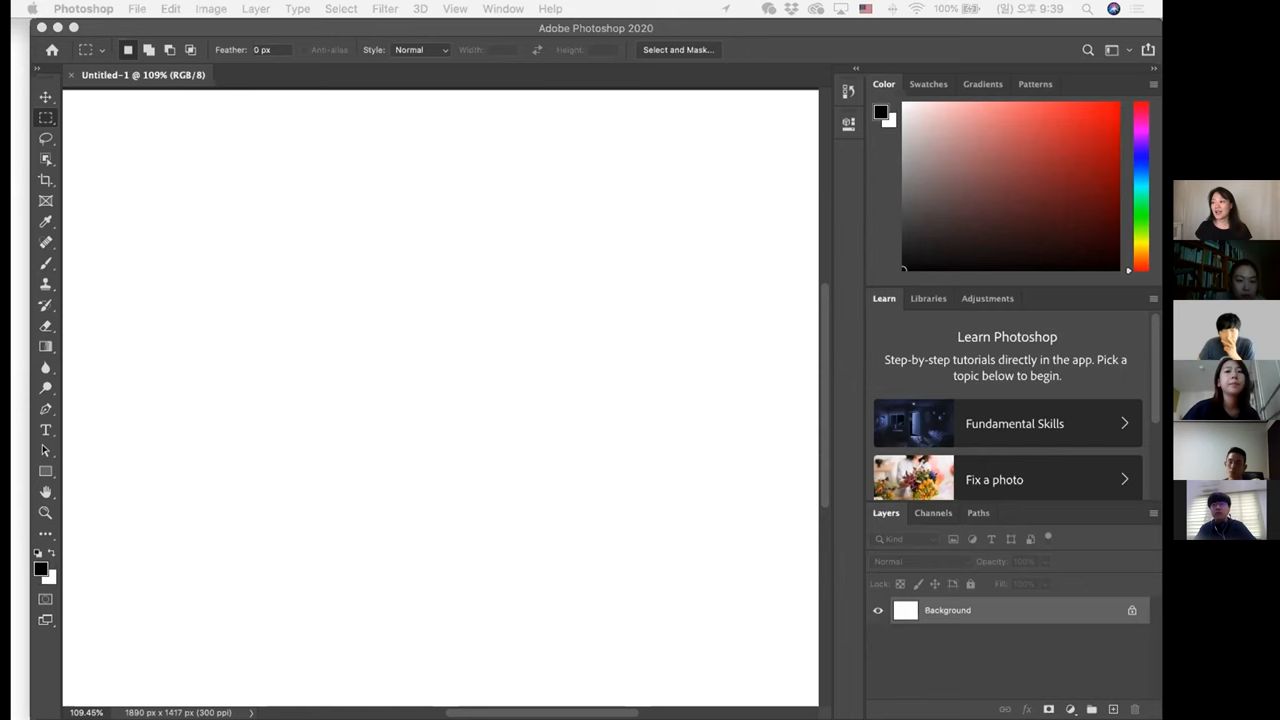 Photoshop File Edit Image Layer Type Select Filter 3D View Window Help 100% (일) 오후 9:39
Adobe Photoshop 2020
Feather: 0 px Anti-alias Style: Normal Width: Height: Select and Mask...
Untitled-1 @ 109% (RGB/8)
Color Swatches Gradients Patterns
Learn Libraries Adjustments
Learn Photoshop
Step-by-step tutorials directly in the app. Pick a
topic below to begin.
Fundamental Skills
Fix a photo
Layers Channels Paths
Kind
Normal Opacity: 100%
Lock: Fill: 100%
Background
109.45% 1890 px x 1417 px (300 ppi)